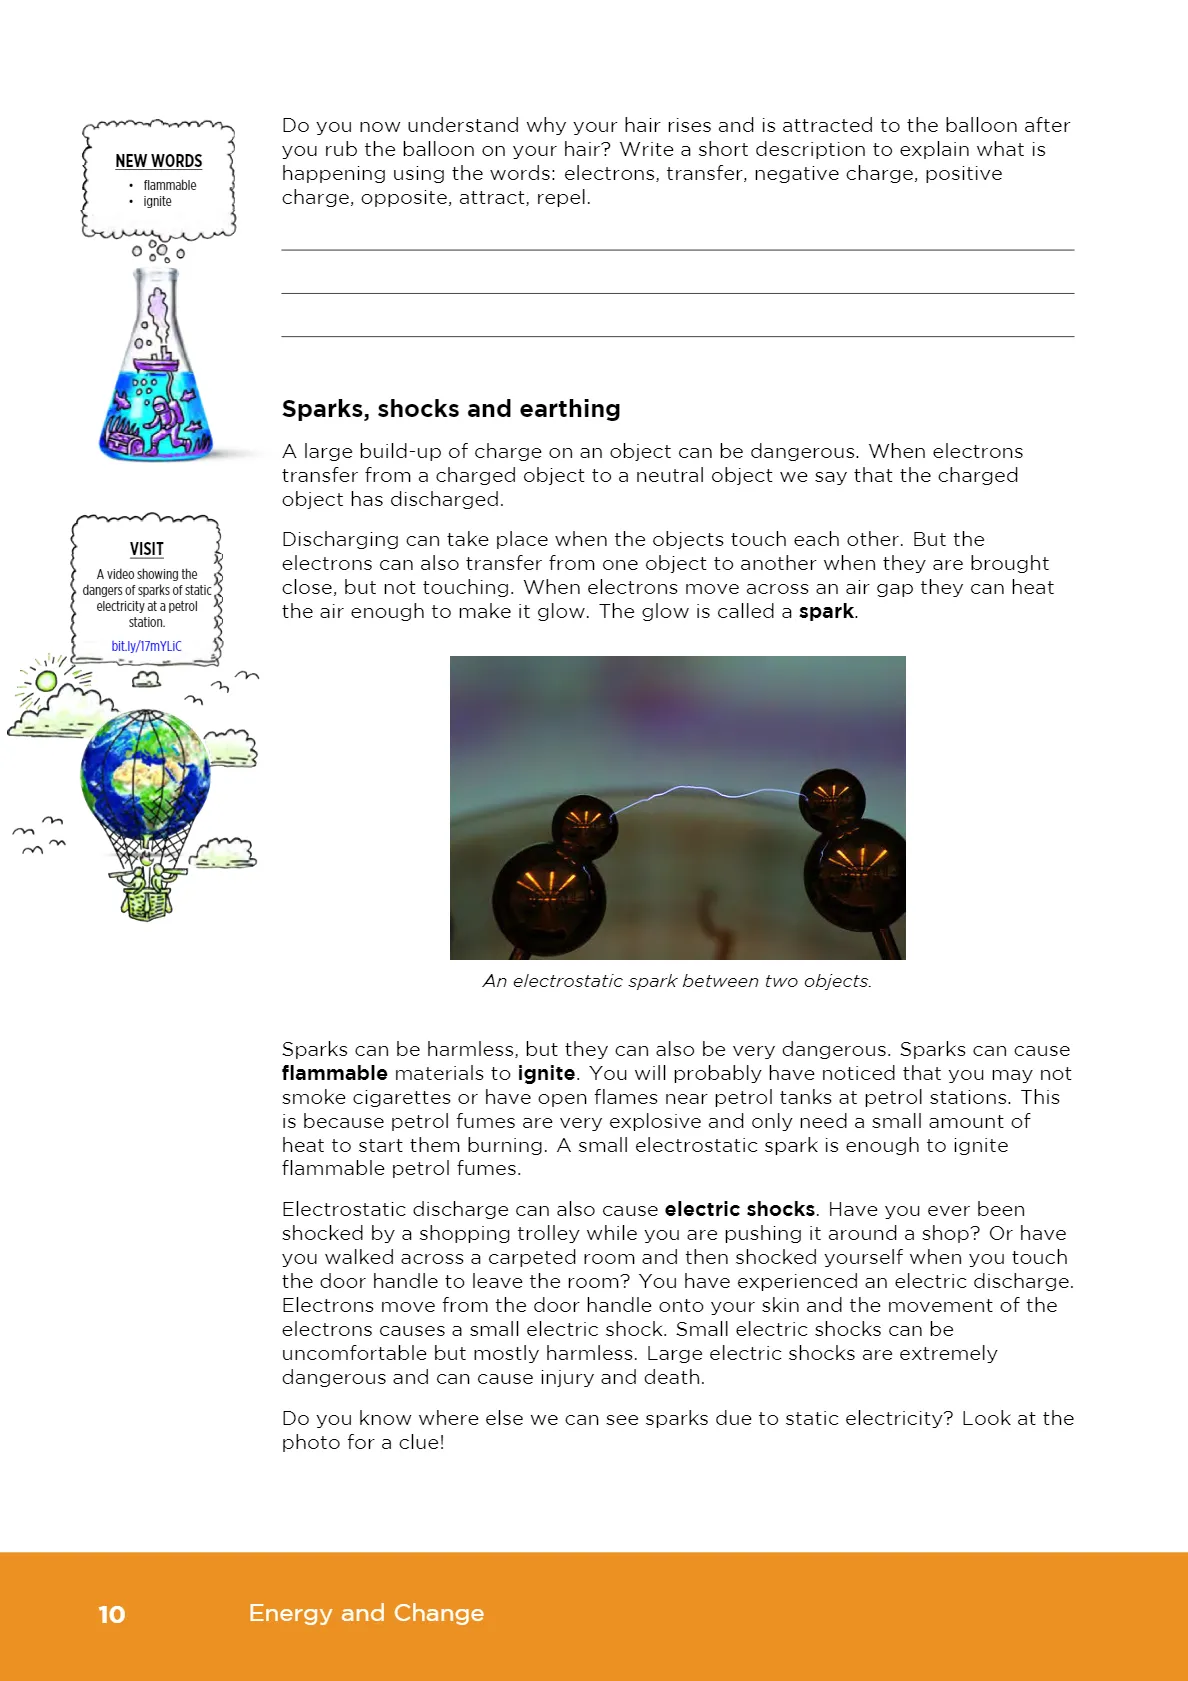 NEW WORDS
• flammable
• ignite
Do you now understand why your hair rises and is attracted to the balloon after
you rub the balloon on your hair? Write a short description to explain what is
happening using the words: electrons, transfer, negative charge, positive
charge, opposite, attract, repel.
Sparks, shocks and earthing
A large build-up of charge on an object can be dangerous. When electrons
transfer from a charged object to a neutral object we say that the charged
object has discharged.
VISIT
A video showing the
dangers of sparks of static
electricity at a petrol
station.
bit.ly/17mYLiC
Discharging can take place when the objects touch each other. But the
electrons can also transfer from one object to another when they are brought
close, but not touching. When electrons move across an air gap they can heat
the air enough to make it glow. The glow is called a spark.
An electrostatic spark between two objects.
Sparks can be harmless, but they can also be very dangerous. Sparks can cause
flammable materials to ignite. You will probably have noticed that you may not
smoke cigarettes or have open flames near petrol tanks at petrol stations. This
is because petrol fumes are very explosive and only need a small amount of
heat to start them burning. A small electrostatic spark is enough to ignite
flammable petrol fumes.
Electrostatic discharge can also cause electric shocks. Have you ever been
shocked by a shopping trolley while you are pushing it around a shop? Or have
you walked across a carpeted room and then shocked yourself when you touch
the door handle to leave the room? You have experienced an electric discharge.
Electrons move from the door handle onto your skin and the movement of the
electrons causes a small electric shock. Small electric shocks can be
uncomfortable but mostly harmless. Large electric shocks are extremely
dangerous and can cause injury and death.
Do you know where else we can see sparks due to static electricity? Look at the
photo for a clue!
10 Energy and Change